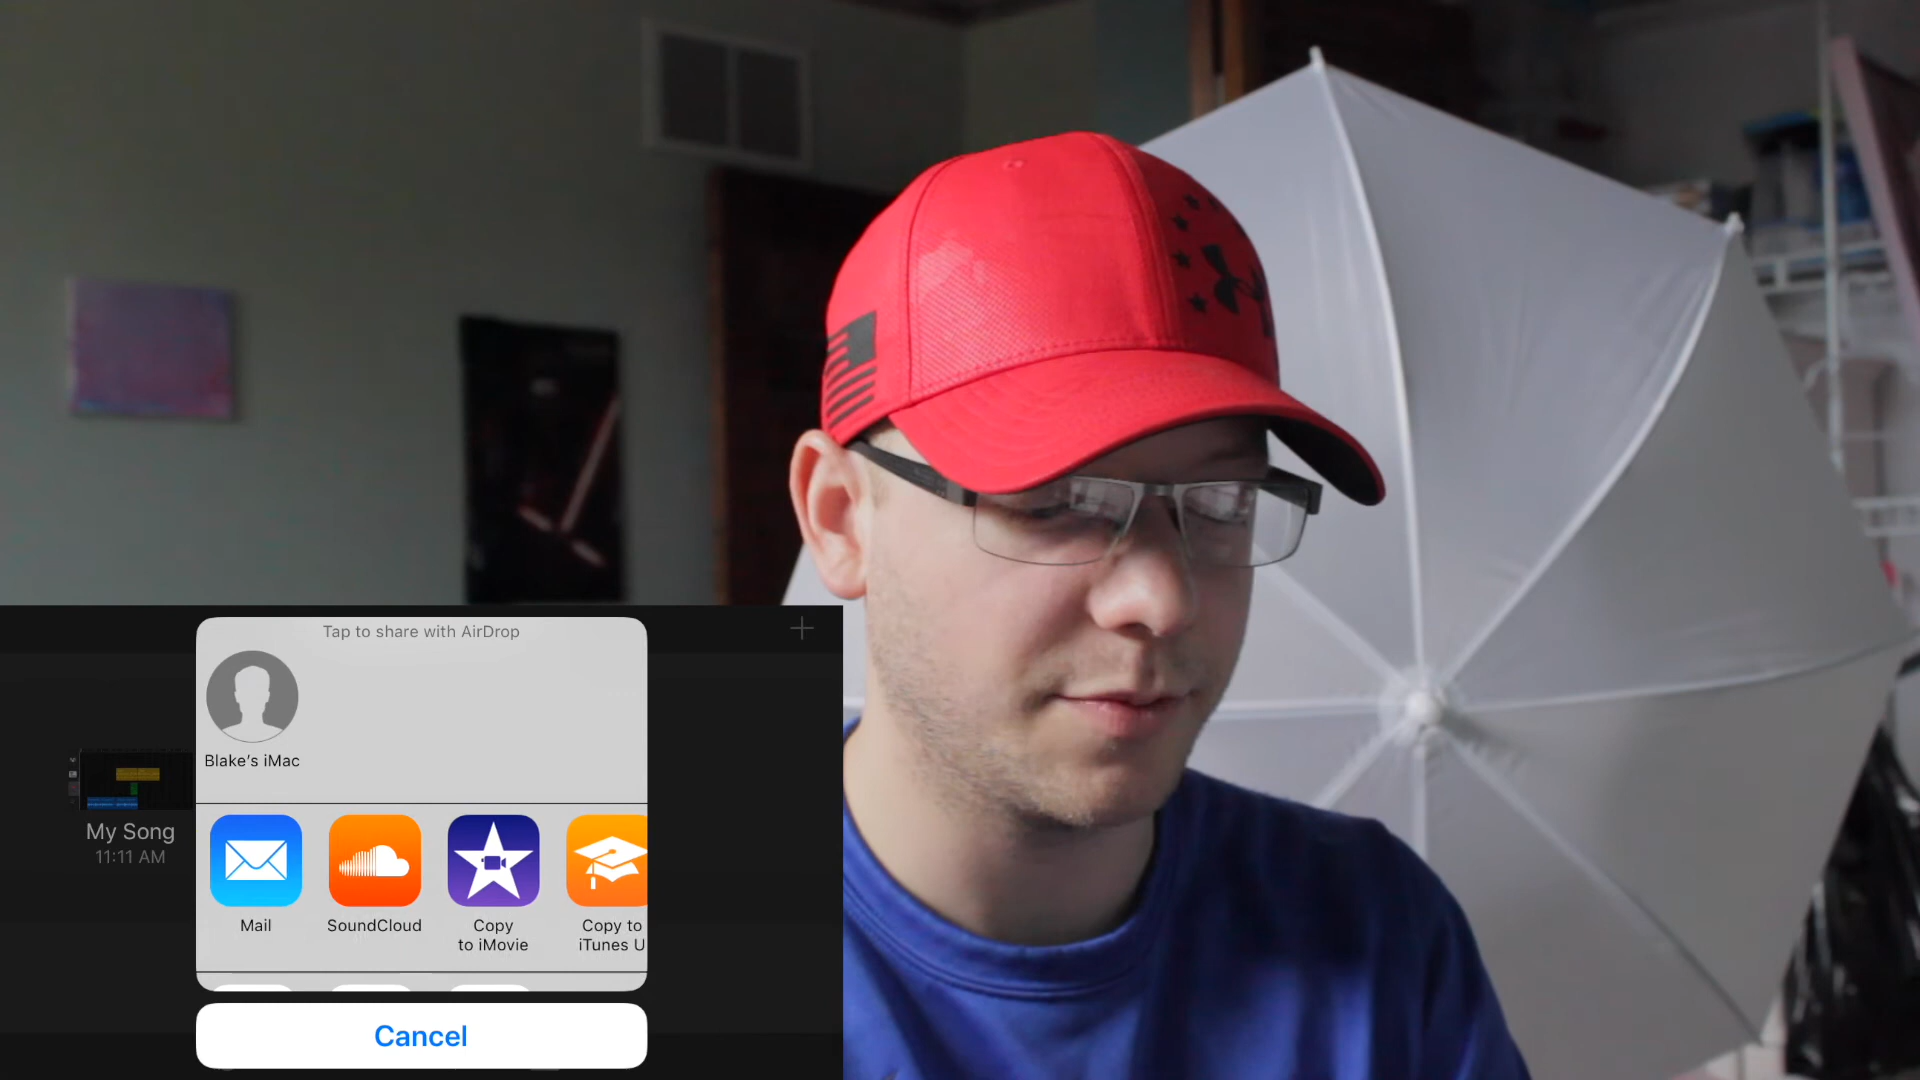 Tap to share with AirDrop
Blake's iMac
My Song
11:11 AM
Mail
SoundCloud
Copy
to iMovie
Copy to
iTunes U
Cancel